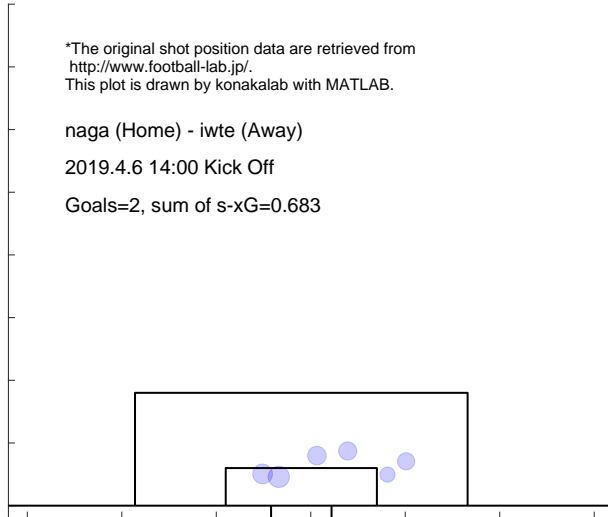 *The original shot position data are retrieved from
http://www.football-lab.jp/.
This plot is drawn by konakalab with MATLAB.
naga (Home) - iwte (Away)
2019.4.6 14:00 Kick Off
Goals=2, sum of s-xG=0.683